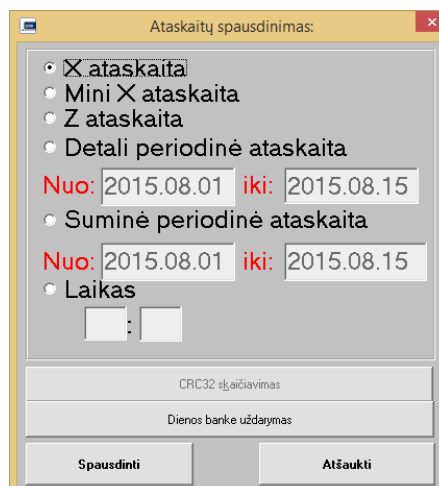 Ataskaitų spausdinimas:
X ataskaita
Mini X ataskaita
Z ataskaita
Detali periodinė ataskaita
Nuo: 2015.08.01 iki: 2015.08.15
Suminė periodinė ataskaita
Nuo: 2015.08.01 iki: 2015.08.15
Laikas
:
CRC32 skaičiavimas
Dienos banke uždarymas
Spausdinti Atšaukti